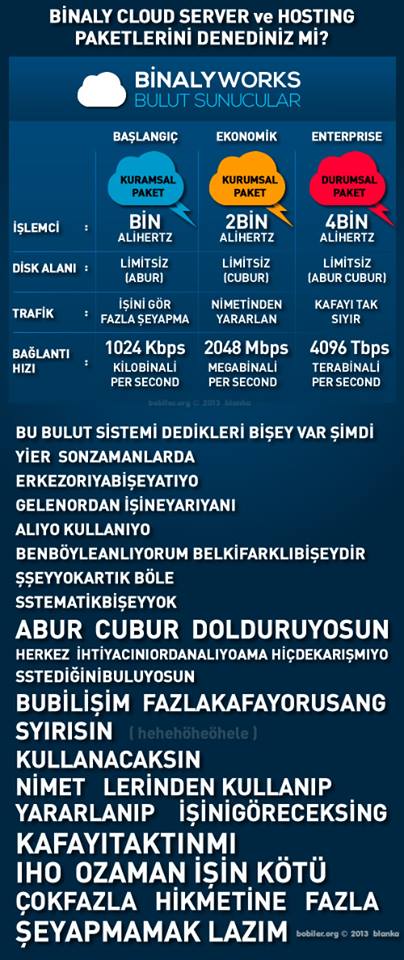 BİNALY CLOUD SERVER ve HOSTING
PAKETLERİNİ DENEDİNİZ Mİ?
BİNALYWORKS
BULUT SUNUCULAR
BAŞLANGIÇ EKONOMİK ENTERPRISE
KURAMSAL PAKET KURUMSAL PAKET DURUMSAL PAKET
İŞLEMCİ : BİN ALİHERTZ 2BİN ALİHERTZ 4BİN ALİHERTZ
DİSK ALANI : LİMİTSİZ (ABUR) LİMİTSİZ (CUBUR) LİMİTSİZ (ABUR CUBUR)
TRAFİK : İŞİNİ GÖR FAZLA ŞEYAPMA NİMETİNDEN YARARLAN KAFAYI TAK SIYIR
BAĞLANTI HIZI : 1024 Kbps KİLOBİNALİ PER SECOND 2048 Mbps MEGABİNALİ PER SECOND 4096 Tbps TERABİNALİ PER SECOND
bobiler.org © 2013 blanka
BU BULUT SİSTEMİ DEDİKLERİ BİŞEY VAR ŞİMDİ
YİER SONZAMANLARDA
ERKEZORIYABİŞEYATIYO
GELENORDAN İŞİNEYARIYANI
ALIYO KULLANIYO
BENBÖYLEANLIYORUM BELKİFARKLIBİŞEYDİR
ŞŞEYYOKARTIK BÖLE
SSTEMATİKBİŞEYYOK
ABUR CUBUR DOLDURUYOSUN
HERKEZ İHTİYACINIORDANALIYOAMA HİÇDEKARIŞMIYO
SSTEDİĞİNİBULUYOSUN
BUBİLİŞİM FAZLAKAFAYORUSANG
SYIRISIN (hehehöheöhele)
KULLANACAKSIN
NİMET LERİNDEN KULLANIP
YARARLANIP İŞİNİGÖRECEKSİNG
KAFAYITAKTINMI
IHO OZAMAN İŞİN KÖTÜ
ÇOKFAZLA HİKMETİNE FAZLA
ŞEYAPMAMAK LAZIM bobiler.org © 2013 blanka